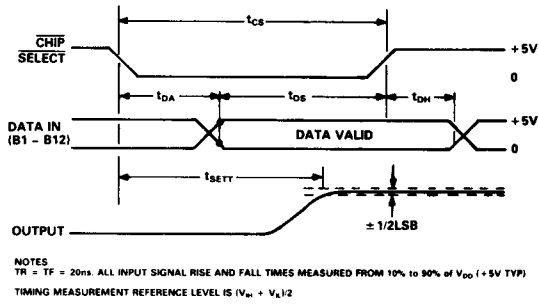 tCS
CHIP
SELECT
+5V
0
tDA
tDS
tDH
DATA IN
(B1 – B12)
DATA VALID
+5V
0
tSETT
± 1/2LSB
OUTPUT
NOTES
TR = TF = 20ns. ALL INPUT SIGNAL RISE AND FALL TIMES MEASURED FROM 10% to 90% of VDD (+5V TYP)
TIMING MEASUREMENT REFERENCE LEVEL IS (VIH + VIL)/2